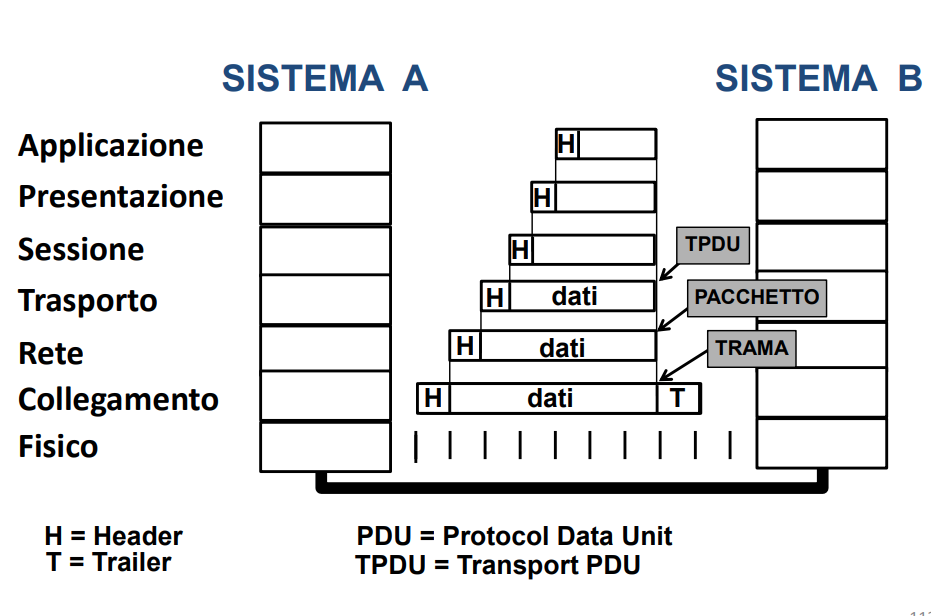 SISTEMA A
SISTEMA B
Applicazione
H
Presentazione
H
Sessione
H
TPDU
Trasporto
H dati
PACCHETTO
Rete
H dati
TRAMA
Collegamento
H dati T
Fisico
H = Header
T = Trailer
PDU = Protocol Data Unit
TPDU = Transport PDU